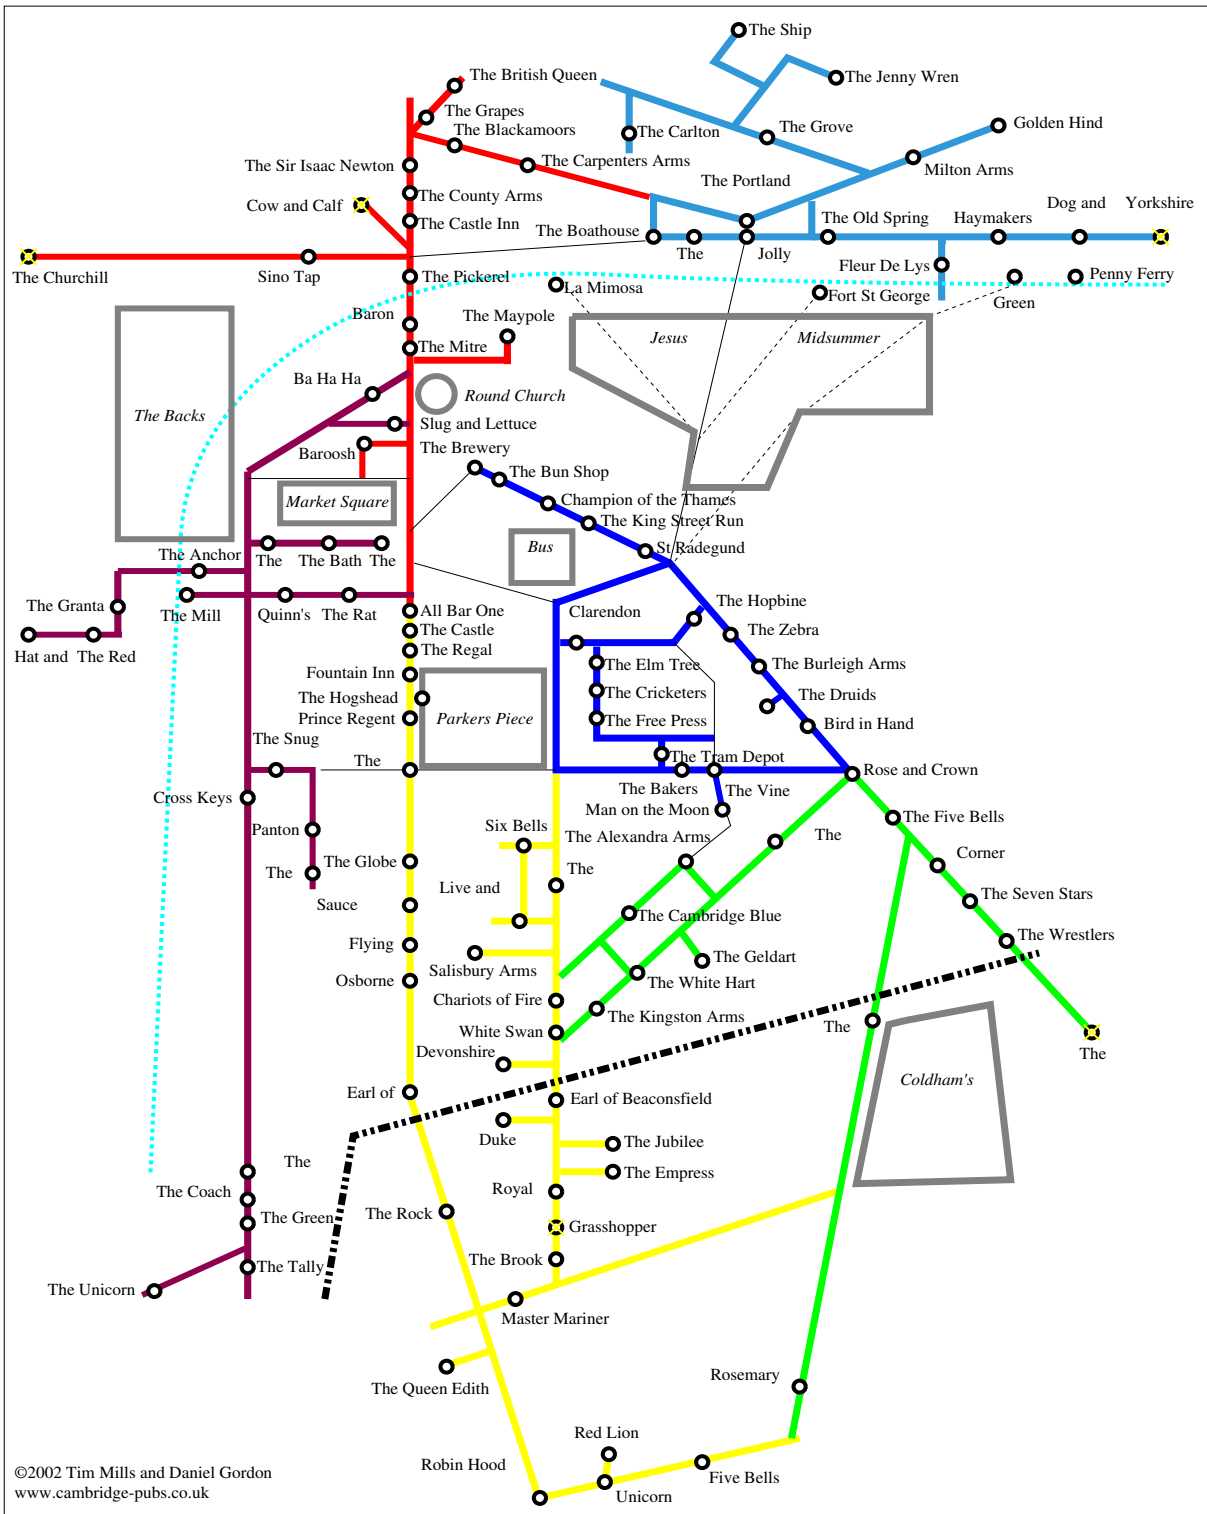 The Ship
The British Queen
The Jenny Wren
The Grapes
The Blackamoors
The Carlton
The Grove
Golden Hind
The Sir Isaac Newton
The Carpenters Arms
Milton Arms
The Portland
The County Arms
Cow and Calf
The Castle Inn
The Boathouse
The Old Spring
Haymakers
Dog and
Yorkshire
The
Jolly
The Churchill
Sino Tap
The Pickerel
Fleur De Lys
Penny Ferry
La Mimosa
Fort St George
Green
Baron
The Maypole
The Mitre
Jesus
Midsummer
Ba Ha Ha
Round Church
The Backs
Slug and Lettuce
Baroosh
The Brewery
The Bun Shop
Market Square
Champion of the Thames
The King Street Run
Bus
St Radegund
The Anchor
The
The Bath
The
The Granta
The Mill
Quinn's
The Rat
All Bar One
Clarendon
The Hopbine
Hat and
The Red
The Castle
The Zebra
The Regal
The Elm Tree
The Burleigh Arms
Fountain Inn
The Hogshead
The Cricketers
The Druids
Prince Regent
Parkers Piece
The Free Press
Bird in Hand
The Snug
The
The Tram Depot
Rose and Crown
The Bakers
The Vine
Cross Keys
Man on the Moon
The Five Bells
Panton
Six Bells
The Alexandra Arms
The
Corner
The Globe
The
The
Live and
The Seven Stars
Sauce
The Cambridge Blue
The Wrestlers
Flying
Salisbury Arms
The Geldart
Osborne
The White Hart
Chariots of Fire
The Kingston Arms
White Swan
The
The
Devonshire
Coldham's
Earl of
Earl of Beaconsfield
Duke
The Jubilee
The
The Empress
The Coach
Royal
The Green
The Rock
Grasshopper
The Tally
The Brook
The Unicorn
Master Mariner
The Queen Edith
Rosemary
Red Lion
Robin Hood
Five Bells
Unicorn
©2002 Tim Mills and Daniel Gordon
www.cambridge-pubs.co.uk